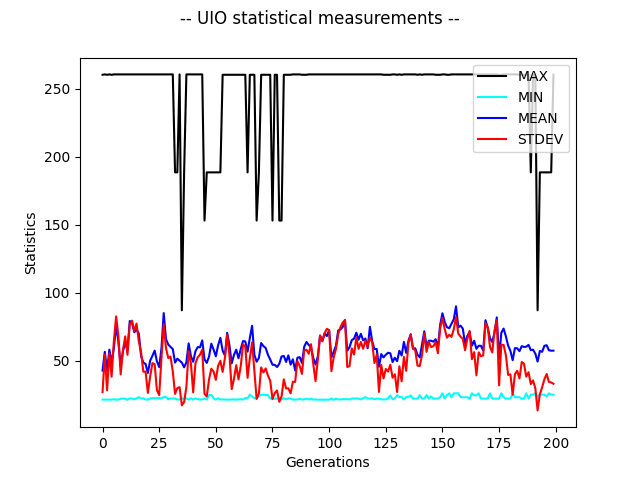 -- UIO statistical measurements --
MAX
MIN
MEAN
STDEV
Statistics
250
200
150
100
50
0
25
50
75
100
125
150
175
200
Generations